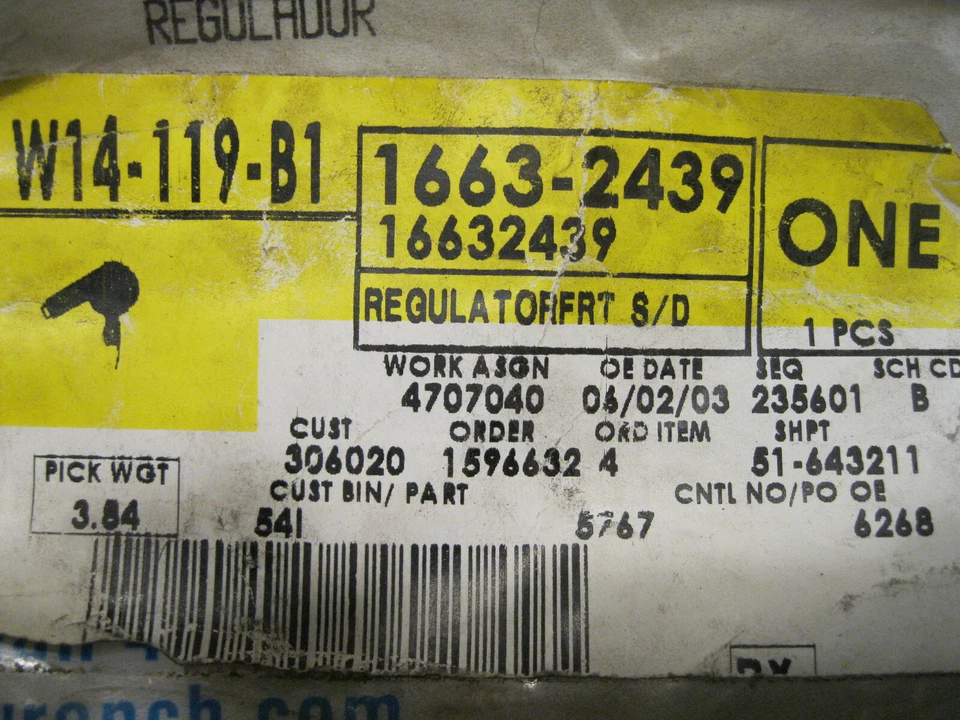 REGULADOR
W14-119-B1
1663-2439
16632439
ONE
REGULATORFRT S/D
1 PCS
WORK ASGN OE DATE SEQ SCH CD
4707040 06/02/03 235601 B
CUST ORDER ORD ITEM SHPT
306020 1596632 4 51-643211
PICK WGT
3.84
CUST BIN/ PART CNTL NO/PO OE
541 5767 6268